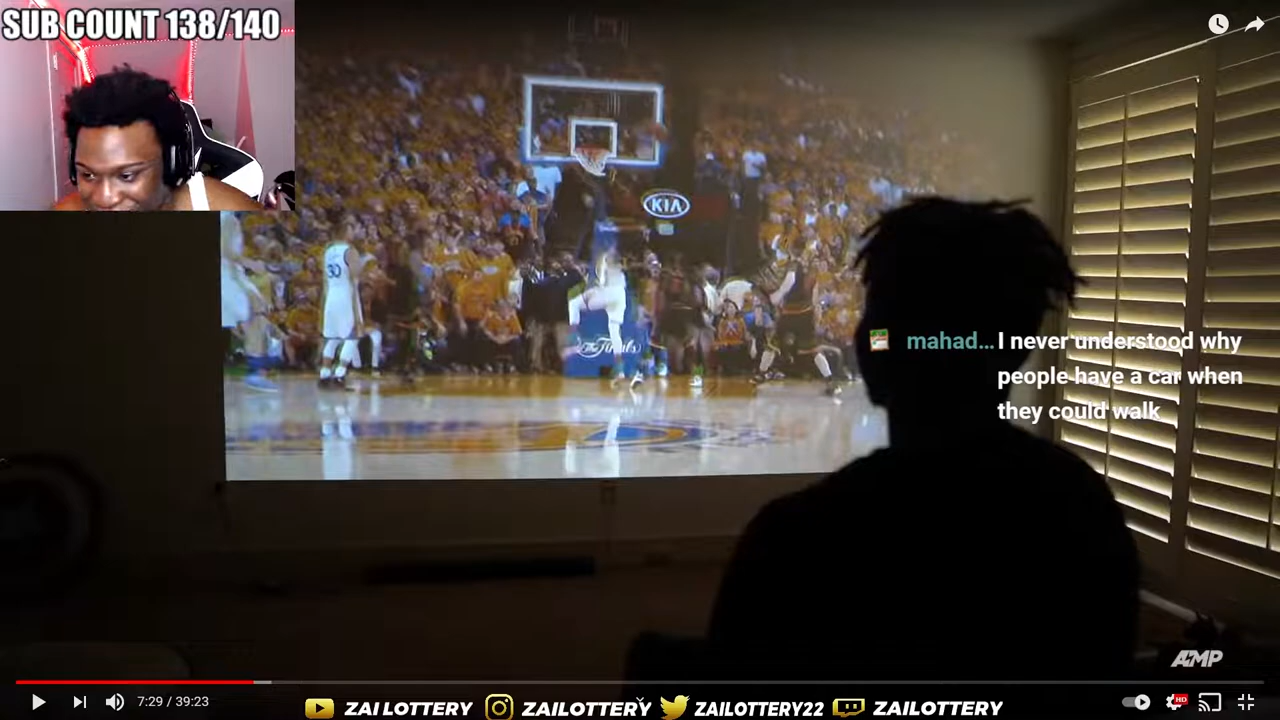 SUB COUNT 138/140
KIA
30
The Finals
mahad... I never understood why
people have a car when
they could walk
AMP
7:29 / 39:23
HD
ZAI LOTTERY
ZAILOTTERY
ZAILOTTERY22
ZAILOTTERY